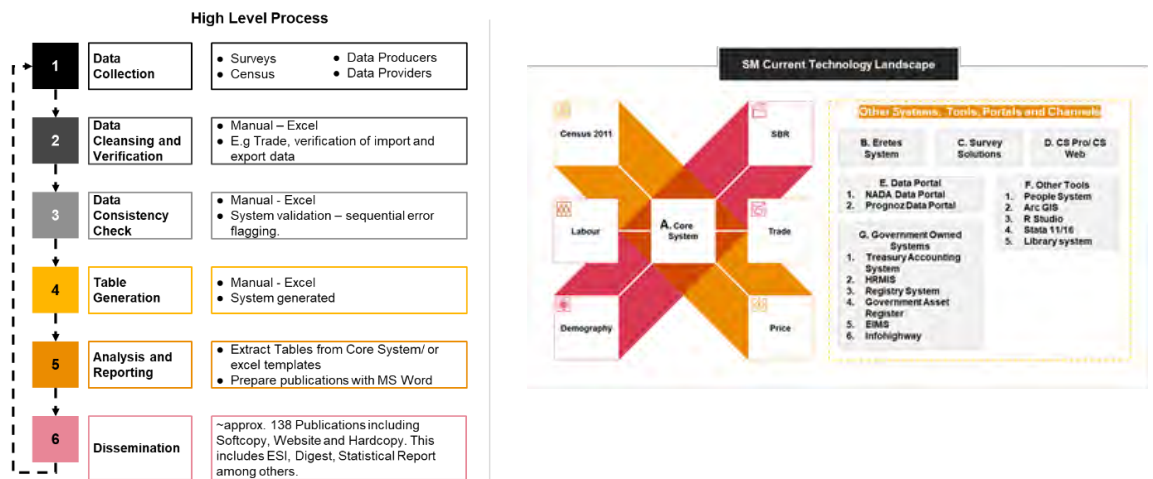 High Level Process
1
Data
Collection
● Surveys
● Census
● Data Producers
● Data Providers
2
Data
Cleansing and
Verification
● Manual – Excel
● E.g Trade, verification of import and
export data
3
Data
Consistency
Check
● Manual - Excel
● System validation – sequential error
flagging.
4
Table
Generation
● Manual - Excel
● System generated
5
Analysis and
Reporting
● Extract Tables from Core System/ or
excel templates
● Prepare publications with MS Word
6
Dissemination
~approx. 138 Publications including
Softcopy, Website and Hardcopy. This
includes ESI, Digest, Statistical Report
among others.
SM Current Technology Landscape
Census 2011
SBR
Labour
A. Core
System
Trade
Demography
Price
Other Systems, Tools, Portals and Channels
B. Eretes
System
C. Survey
Solutions
D. CS Pro/ CS
Web
E. Data Portal
1. NADA Data Portal
2. Prognoz Data Portal
F. Other Tools
1. People System
2. Arc GIS
3. R Studio
4. Stata 11/16
5. Library system
G. Government Owned
Systems
1. Treasury Accounting
System
2. HRMIS
3. Registry System
4. Government Asset
Register
5. EIMS
6. Infohighway